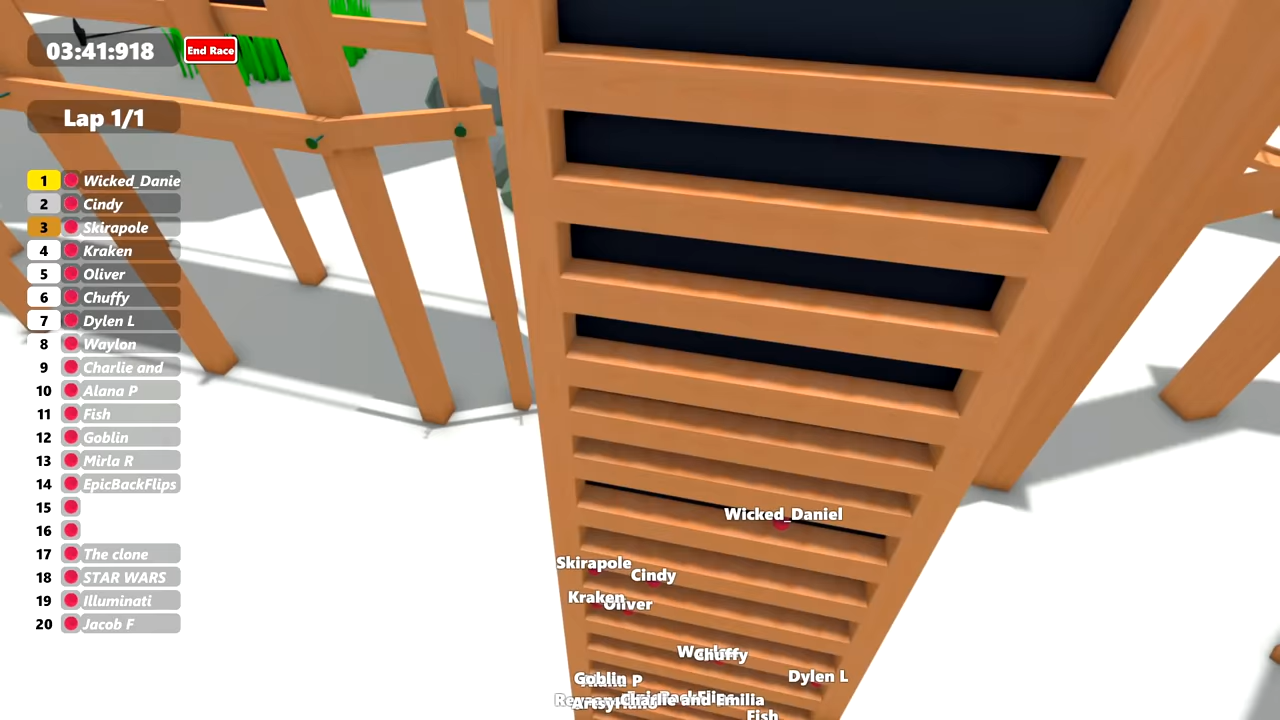 03:41:918
End Race
Lap 1/1
1 Wicked_Danie
2 Cindy
3 Skirapole
4 Kraken
5 Oliver
6 Chuffy
7 Dylen L
8 Waylon
9 Charlie and
10 Alana P
11 Fish
12 Goblin
13 Mirla R
14 EpicBackFlips
15
16
17 The clone
18 STAR WARS
19 Illuminati
20 Jacob F
Wicked_Daniel
Skirapole
Cindy
Kraken
Oliver
Chuffy
Dylen L
Goblin
Charlie and Emilia
Fish